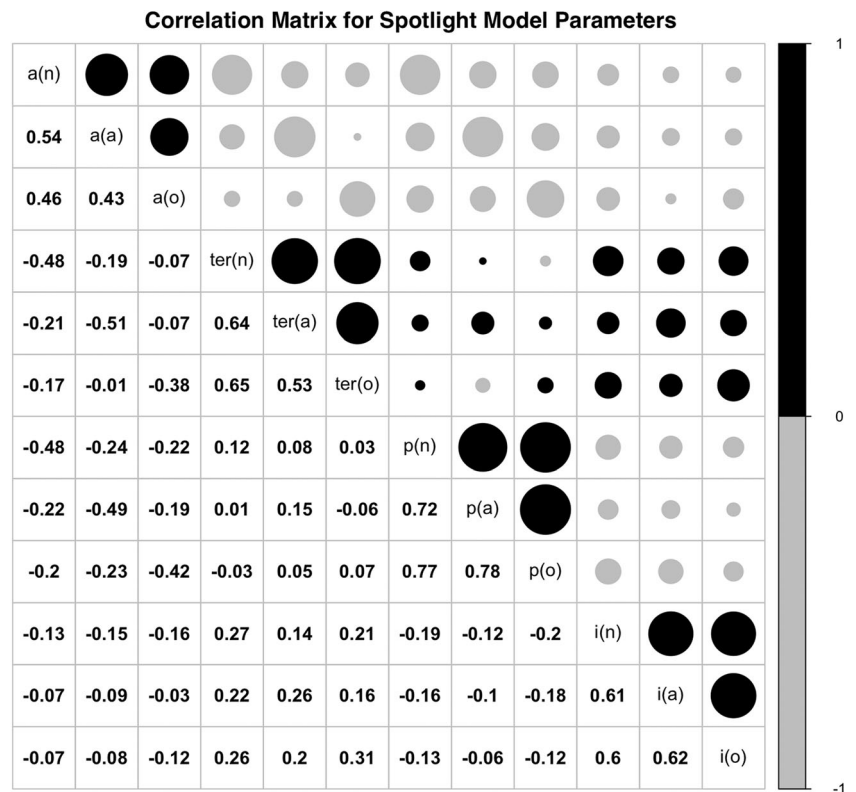 Correlation Matrix for Spotlight Model Parameters
a(n)
0.54 a(a)
0.46 0.43 a(o)
-0.48 -0.19 -0.07 ter(n)
-0.21 -0.51 -0.07 0.64 ter(a)
-0.17 -0.01 -0.38 0.65 0.53 ter(o)
-0.48 -0.24 -0.22 0.12 0.08 0.03 p(n)
-0.22 -0.49 -0.19 0.01 0.15 -0.06 0.72 p(a)
-0.2 -0.23 -0.42 -0.03 0.05 0.07 0.77 0.78 p(o)
-0.13 -0.15 -0.16 0.27 0.14 0.21 -0.19 -0.12 -0.2 i(n)
-0.07 -0.09 -0.03 0.22 0.26 0.16 -0.16 -0.1 -0.18 0.61 i(a)
-0.07 -0.08 -0.12 0.26 0.2 0.31 -0.13 -0.06 -0.12 0.6 0.62 i(o)
1
0
-1